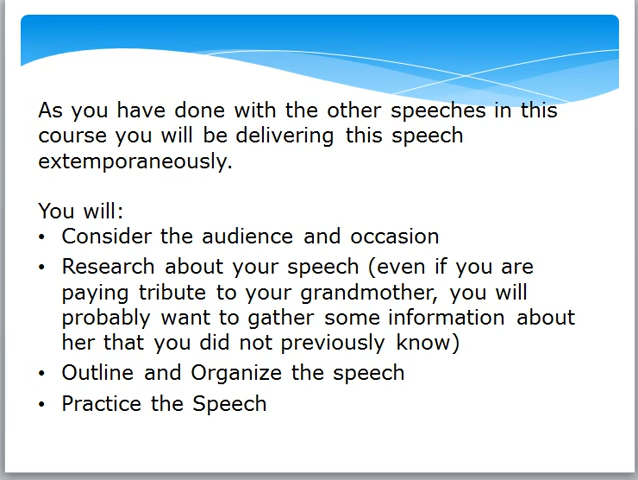 As you have done with the other speeches in this
course you will be delivering this speech
extemporaneously.
You will:
• Consider the audience and occasion
• Research about your speech (even if you are
paying tribute to your grandmother, you will
probably want to gather some information about
her that you did not previously know)
• Outline and Organize the speech
• Practice the Speech